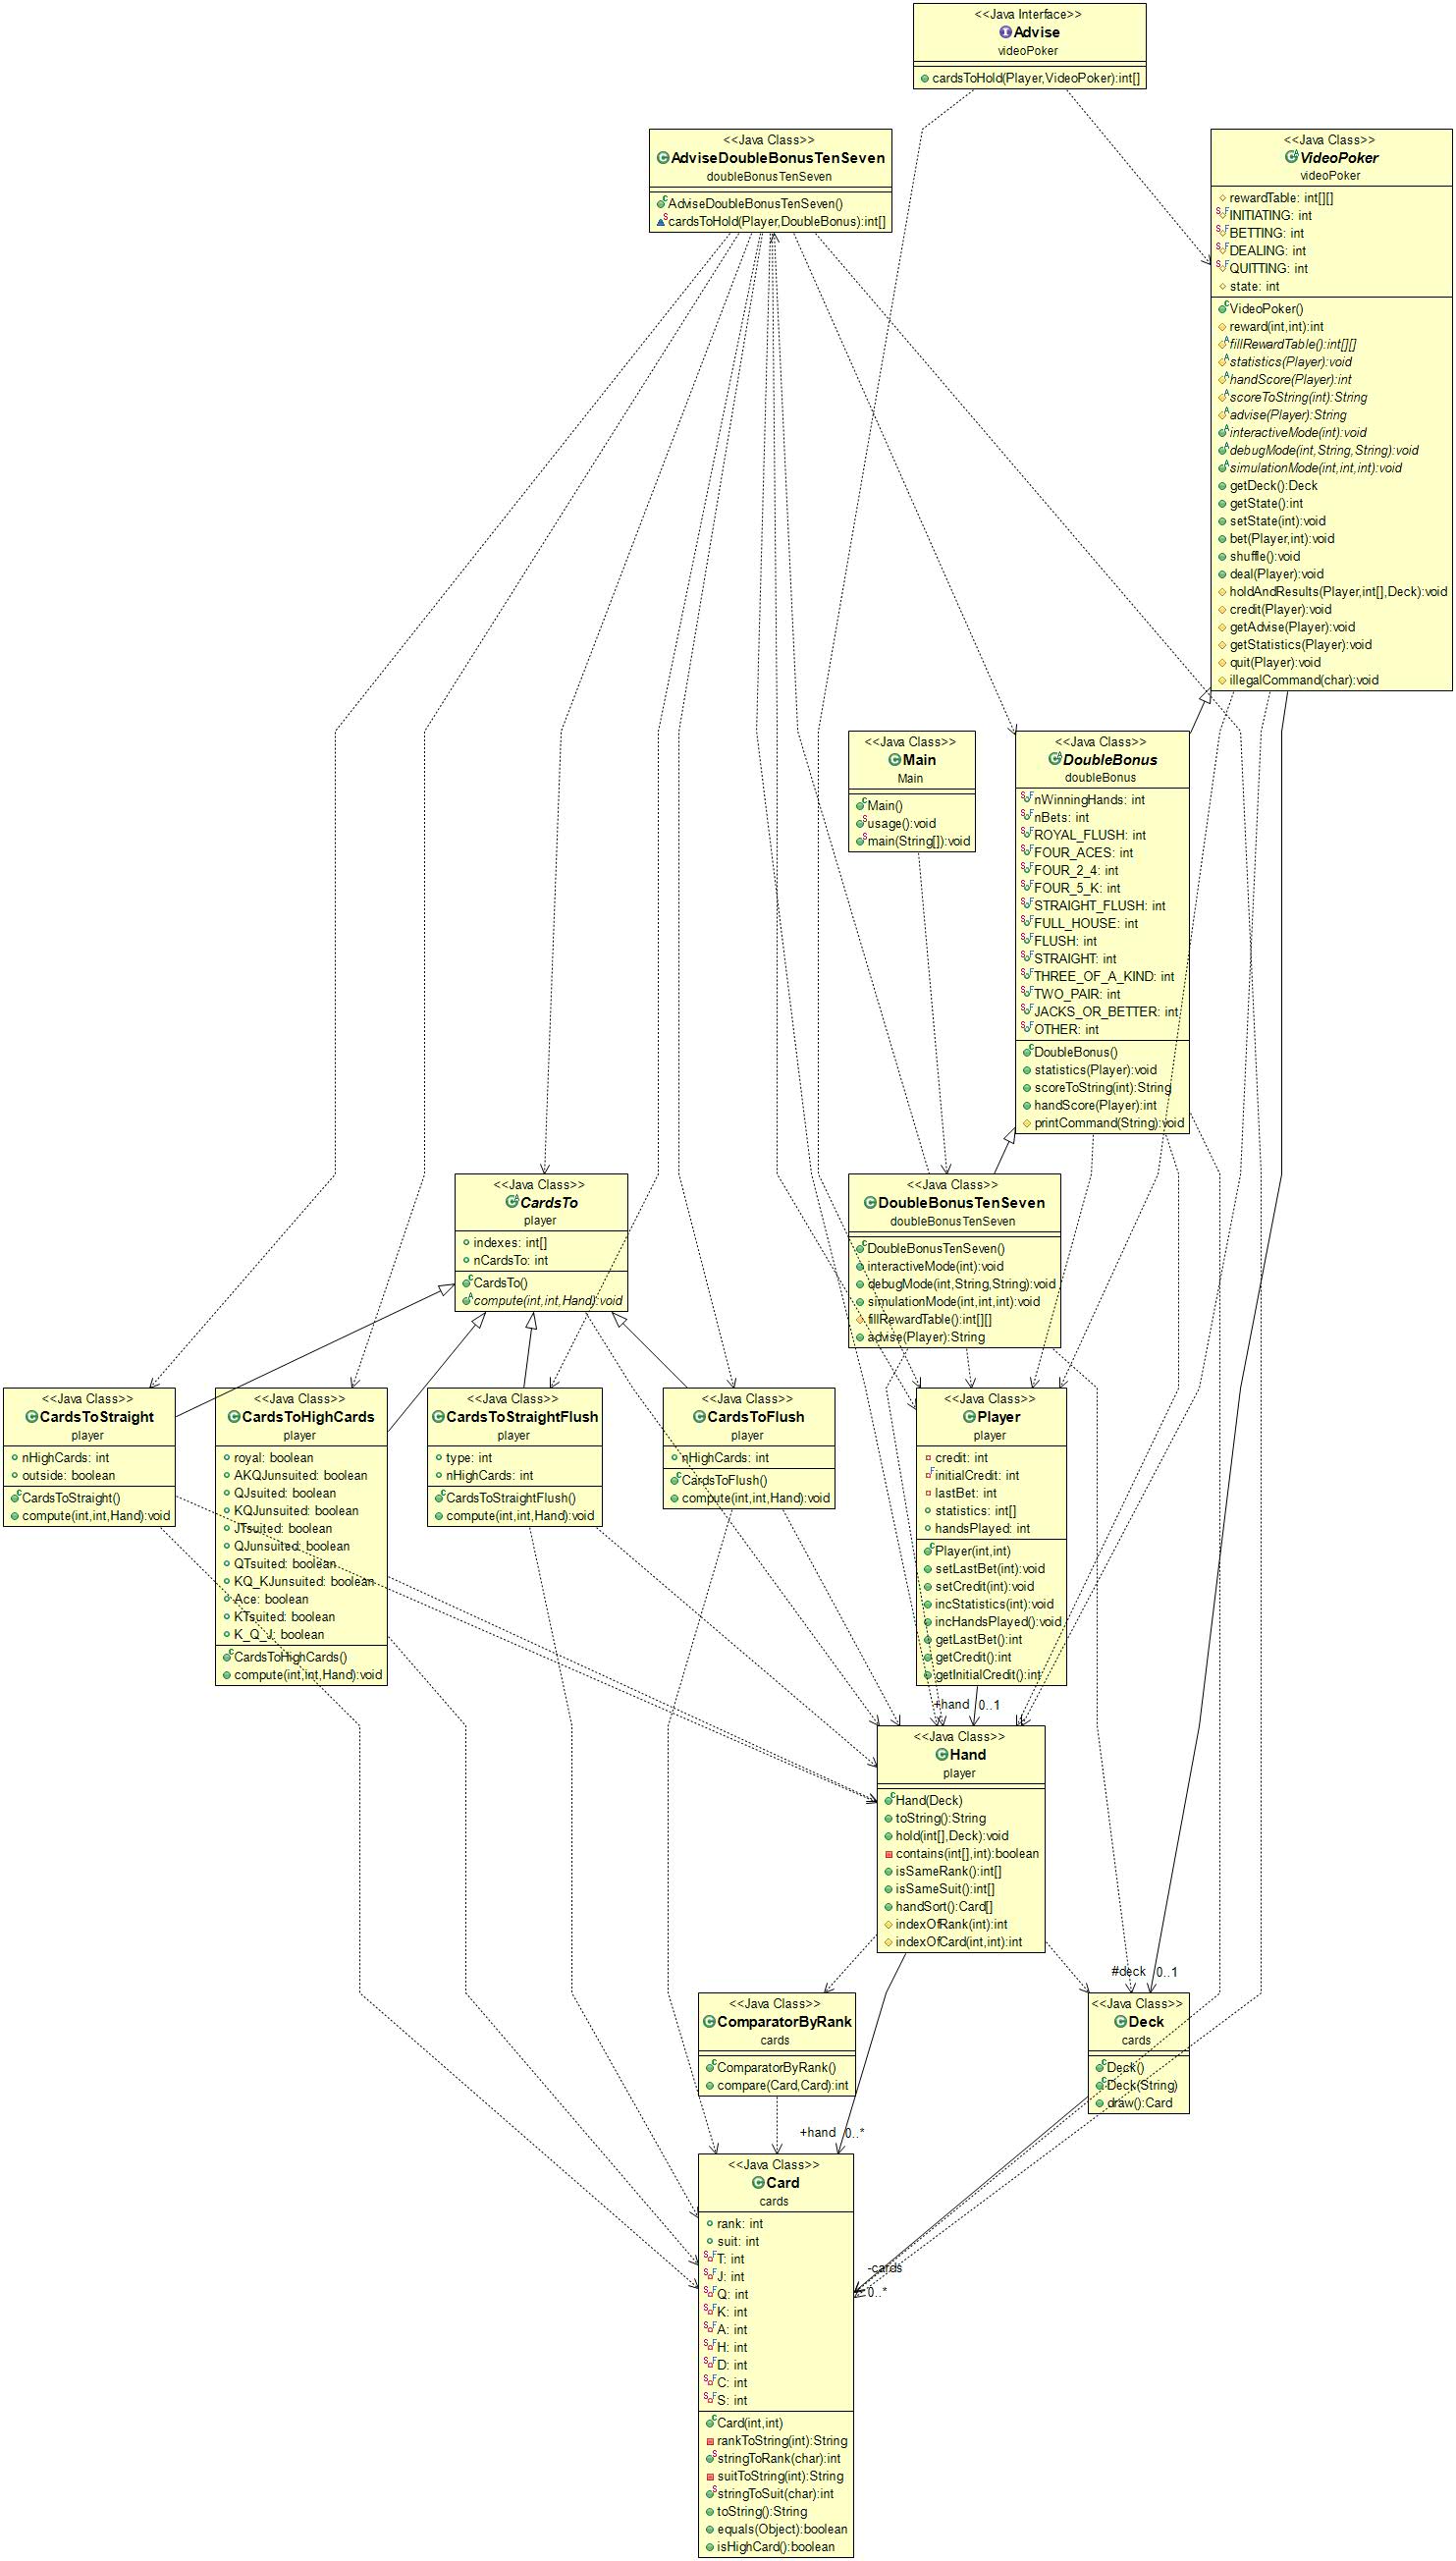 <<Java Interface>>
Advise
videoPoker
cardsToHold(Player,VideoPoker):int[]
<<Java Class>>
AdviseDoubleBonusTenSeven
doubleBonusTenSeven
AdviseDoubleBonusTenSeven()
cardsToHold(Player,DoubleBonus):int[]
<<Java Class>>
VideoPoker
videoPoker
rewardTable: int[][]
INITIATING: int
BETTING: int
DEALING: int
QUITTING: int
state: int
VideoPoker()
reward(int,int):int
fillRewardTable():int[][]
statistics(Player):void
handScore(Player):int
scoreToString(int):String
advise(Player):String
interactiveMode(int):void
debugMode(int,String,String):void
simulationMode(int,int,int):void
getDeck():Deck
getState():int
setState(int):void
bet(Player,int):void
shuffle():void
deal(Player):void
holdAndResults(Player,int[],Deck):void
credit(Player):void
getAdvise(Player):void
getStatistics(Player):void
quit(Player):void
illegalCommand(char):void
<<Java Class>>
Main
Main
Main()
usage():void
main(String[]):void
<<Java Class>>
DoubleBonus
doubleBonus
nWinningHands: int
nBets: int
ROYAL_FLUSH: int
FOUR_ACES: int
FOUR_2_4: int
FOUR_5_K: int
STRAIGHT_FLUSH: int
FULL_HOUSE: int
FLUSH: int
STRAIGHT: int
THREE_OF_A_KIND: int
TWO_PAIR: int
JACKS_OR_BETTER: int
OTHER: int
DoubleBonus()
statistics(Player):void
scoreToString(int):String
handScore(Player):int
printCommand(String):void
<<Java Class>>
CardsTo
player
indexes: int[]
nCardsTo: int
CardsTo()
compute(int,int,Hand):void
<<Java Class>>
DoubleBonusTenSeven
doubleBonusTenSeven
DoubleBonusTenSeven()
interactiveMode(int):void
debugMode(int,String,String):void
simulationMode(int,int,int):void
fillRewardTable():int[][]
advise(Player):String
<<Java Class>>
CardsToStraight
player
nHighCards: int
outside: boolean
CardsToStraight()
compute(int,int,Hand):void
<<Java Class>>
CardsToHighCards
player
royal: boolean
AKQJunsuited: boolean
QJsuited: boolean
KQJunsuited: boolean
JTsuited: boolean
QJunsuited: boolean
QTsuited: boolean
KQ_KJunsuited: boolean
Ace: boolean
KTsuited: boolean
K_Q_J: boolean
CardsToHighCards()
compute(int,int,Hand):void
<<Java Class>>
CardsToStraightFlush
player
type: int
nHighCards: int
CardsToStraightFlush()
compute(int,int,Hand):void
<<Java Class>>
CardsToFlush
player
nHighCards: int
CardsToFlush()
compute(int,int,Hand):void
<<Java Class>>
Player
player
credit: int
initialCredit: int
lastBet: int
statistics: int[]
handsPlayed: int
Player(int,int)
setLastBet(int):void
setCredit(int):void
incStatistics(int):void
incHandsPlayed():void
getLastBet():int
getCredit():int
getInitialCredit():int
+hand 0..1
<<Java Class>>
Hand
player
Hand(Deck)
toString():String
hold(int[],Deck):void
contains(int[],int):boolean
isSameRank():int[]
isSameSuit():int[]
handSort():Card[]
indexOfRank(int):int
indexOfCard(int,int):int
#deck 0..1
<<Java Class>>
ComparatorByRank
cards
ComparatorByRank()
compare(Card,Card):int
<<Java Class>>
Deck
cards
Deck()
Deck(String)
draw():Card
+hand 0..*
<<Java Class>>
Card
cards
rank: int
suit: int
T: int
J: int
Q: int
K: int
A: int
H: int
D: int
C: int
S: int
Card(int,int)
rankToString(int):String
stringToRank(char):int
suitToString(int):String
stringToSuit(char):int
toString():String
equals(Object):boolean
isHighCard():boolean
-cards
0..*